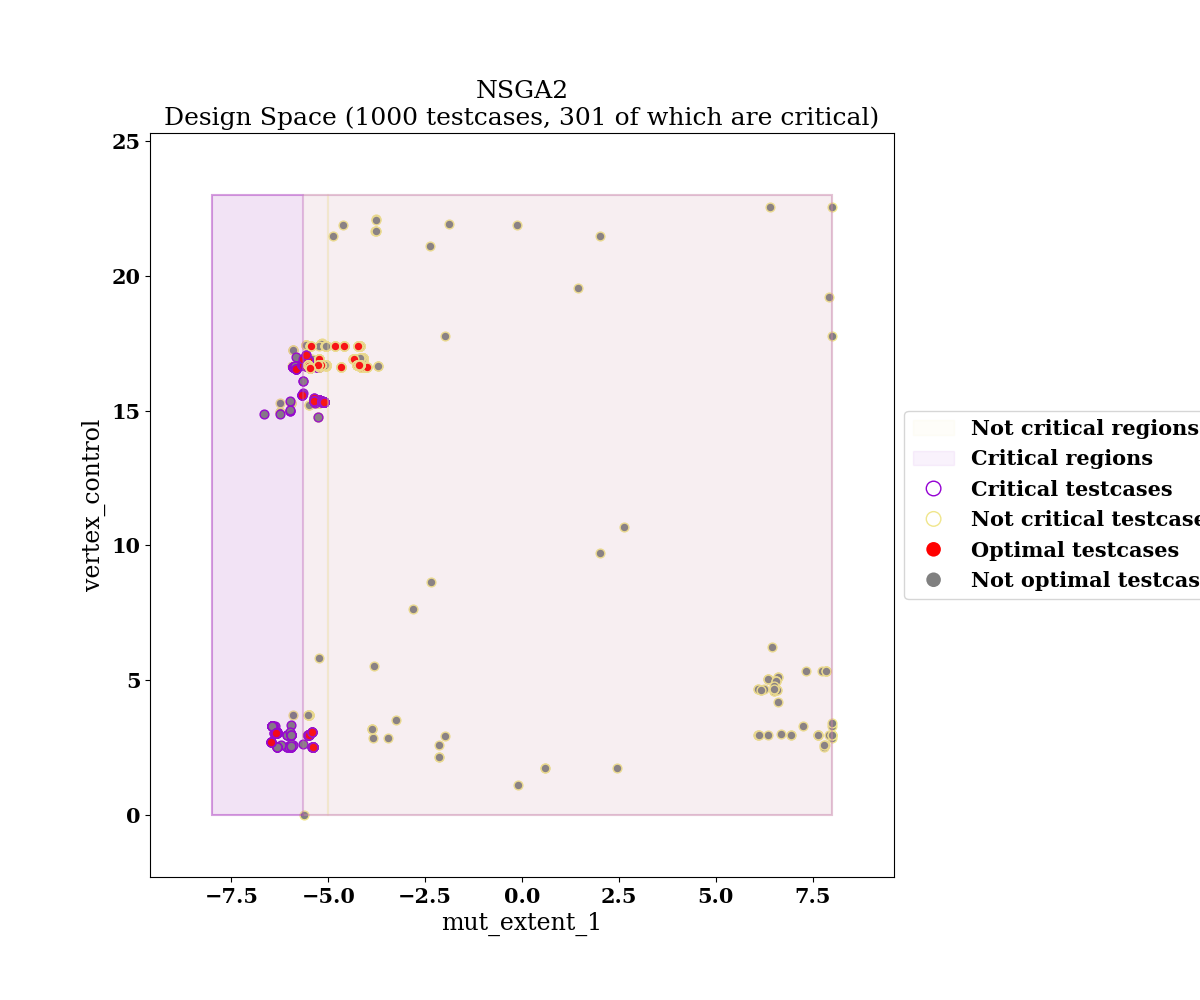 NSGA2
Design Space (1000 testcases, 301 of which are critical)
25
20
15
10
5
0
vertex_control
−7.5 −5.0 −2.5 0.0 2.5 5.0 7.5
mut_extent_1
Not critical regions
Critical regions
Critical testcases
Not critical testcase
Optimal testcases
Not optimal testcas